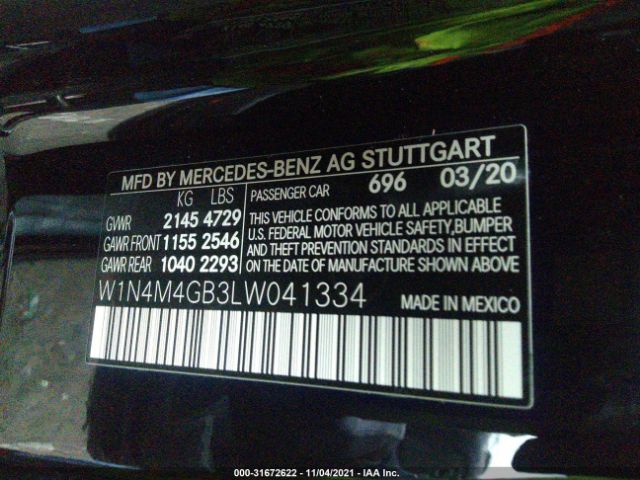 MFD BY MERCEDES-BENZ AG STUTTGART
KG LBS
GVWR 2145 4729
GAWR FRONT 1155 2546
GAWR REAR 1040 2293
PASSENGER CAR 696 03/20
THIS VEHICLE CONFORMS TO ALL APPLICABLE
U.S. FEDERAL MOTOR VEHICLE SAFETY,BUMPER
AND THEFT PREVENTION STANDARDS IN EFFECT
ON THE DATE OF MANUFACTURE SHOWN ABOVE.
W1N4M4GB3LW041334
MADE IN MEXICO
000-31672622 - 11/04/2021 - IAA Inc.